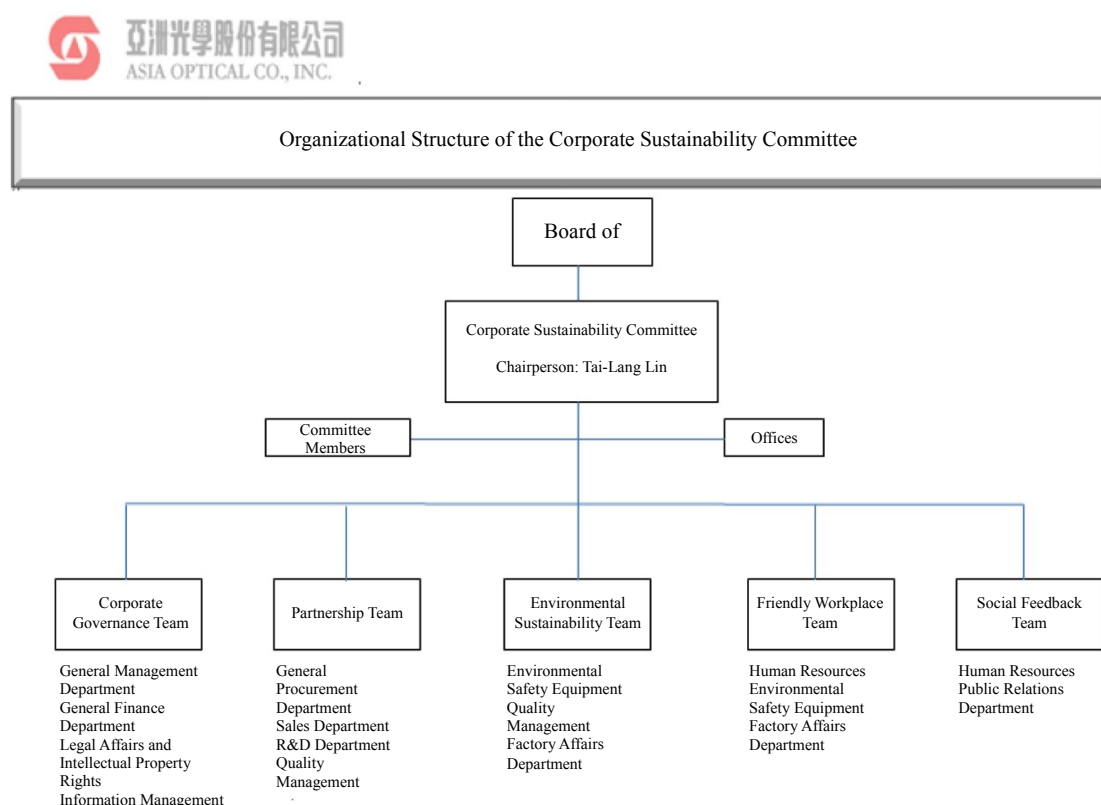 亞洲光學股份有限公司
ASIA OPTICAL CO., INC.
Organizational Structure of the Corporate Sustainability Committee
Board of
Corporate Sustainability Committee
Chairperson: Tai-Lang Lin
Committee
Members
Offices
Corporate
Governance Team
General Management
Department
General Finance
Department
Legal Affairs and
Intellectual Property
Rights
Information Management
Partnership Team
General
Procurement
Department
Sales Department
R&D Department
Quality
Management
Environmental
Sustainability Team
Environmental
Safety Equipment
Quality
Management
Factory Affairs
Department
Friendly Workplace
Team
Human Resources
Environmental
Safety Equipment
Factory Affairs
Department
Social Feedback
Team
Human Resources
Public Relations
Department